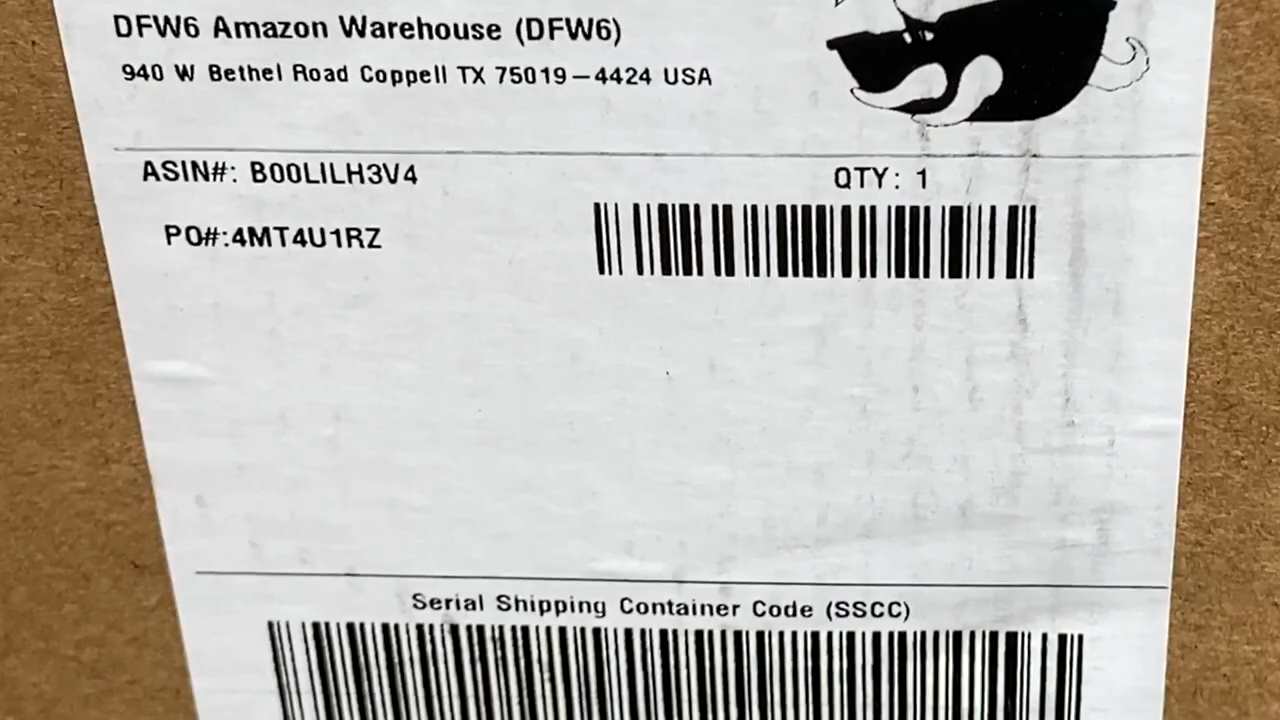 DFW6 Amazon Warehouse (DFW6)
940 W Bethel Road Coppell TX 75019-4424 USA
ASIN#: B00LILH3V4
QTY: 1
PO#:4MT4U1RZ
Serial Shipping Container Code (SSCC)